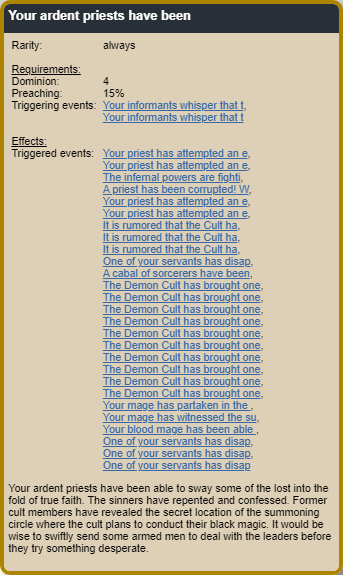 Your ardent priests have been
Rarity: always
Requirements:
Dominion: 4
Preaching: 15%
Triggering events: Your informants whisper that t,
Your informants whisper that t
Effects:
Triggered events: Your priest has attempted an e,
Your priest has attempted an e,
The infernal powers are fighti,
A priest has been corrupted! W,
Your priest has attempted an e,
Your priest has attempted an e,
It is rumored that the Cult ha,
It is rumored that the Cult ha,
It is rumored that the Cult ha,
One of your servants has disap,
A cabal of sorcerers have been,
The Demon Cult has brought one,
The Demon Cult has brought one,
The Demon Cult has brought one,
The Demon Cult has brought one,
The Demon Cult has brought one,
The Demon Cult has brought one,
The Demon Cult has brought one,
The Demon Cult has brought one,
The Demon Cult has brought one,
The Demon Cult has brought one,
Your mage has partaken in the ,
Your mage has witnessed the su,
Your blood mage has been able ,
One of your servants has disap,
One of your servants has disap,
One of your servants has disap
Your ardent priests have been able to sway some of the lost into the
fold of true faith. The sinners have repented and confessed. Former
cult members have revealed the secret location of the summoning
circle where the cult plans to conduct their black magic. It would be
wise to swiftly send some armed men to deal with the leaders before
they try something desperate.